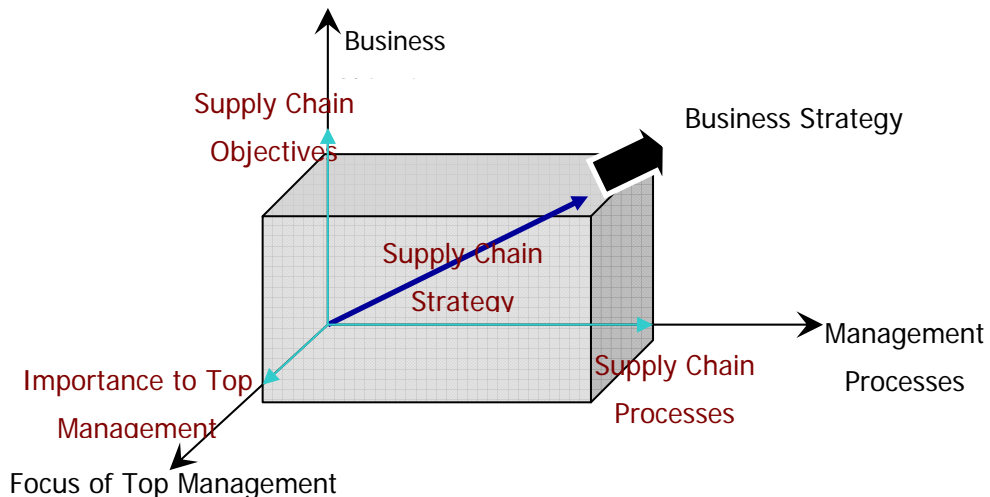 Business
Supply Chain
Objectives
Business Strategy
Supply Chain
Strategy
Management
Processes
Supply Chain
Processes
Importance to Top
Management
Focus of Top Management